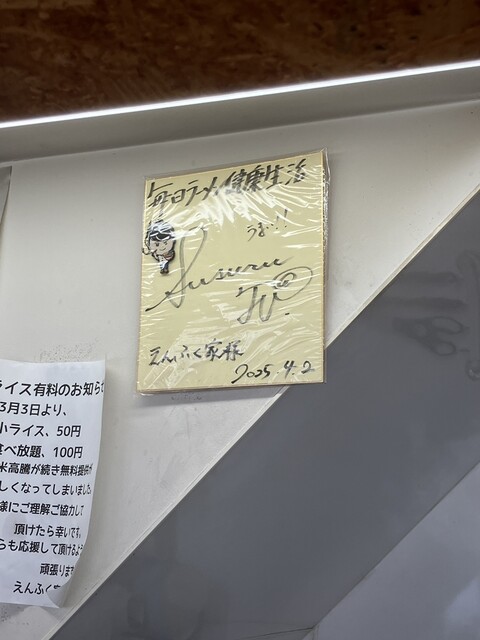 毎日ラーメン健康生活
うまい!!
Susuru
TV.
えんふく家様
2025 4.2
ライス有料のお知ら
3月3日より、
小ライス、50円
食べ放題、100円
米高騰が続き無料提供が
しくなってしまいました
様にご理解ご協力して
頂けたら幸いです。
らも応援して頂けるよ
頑張りま
えんふく